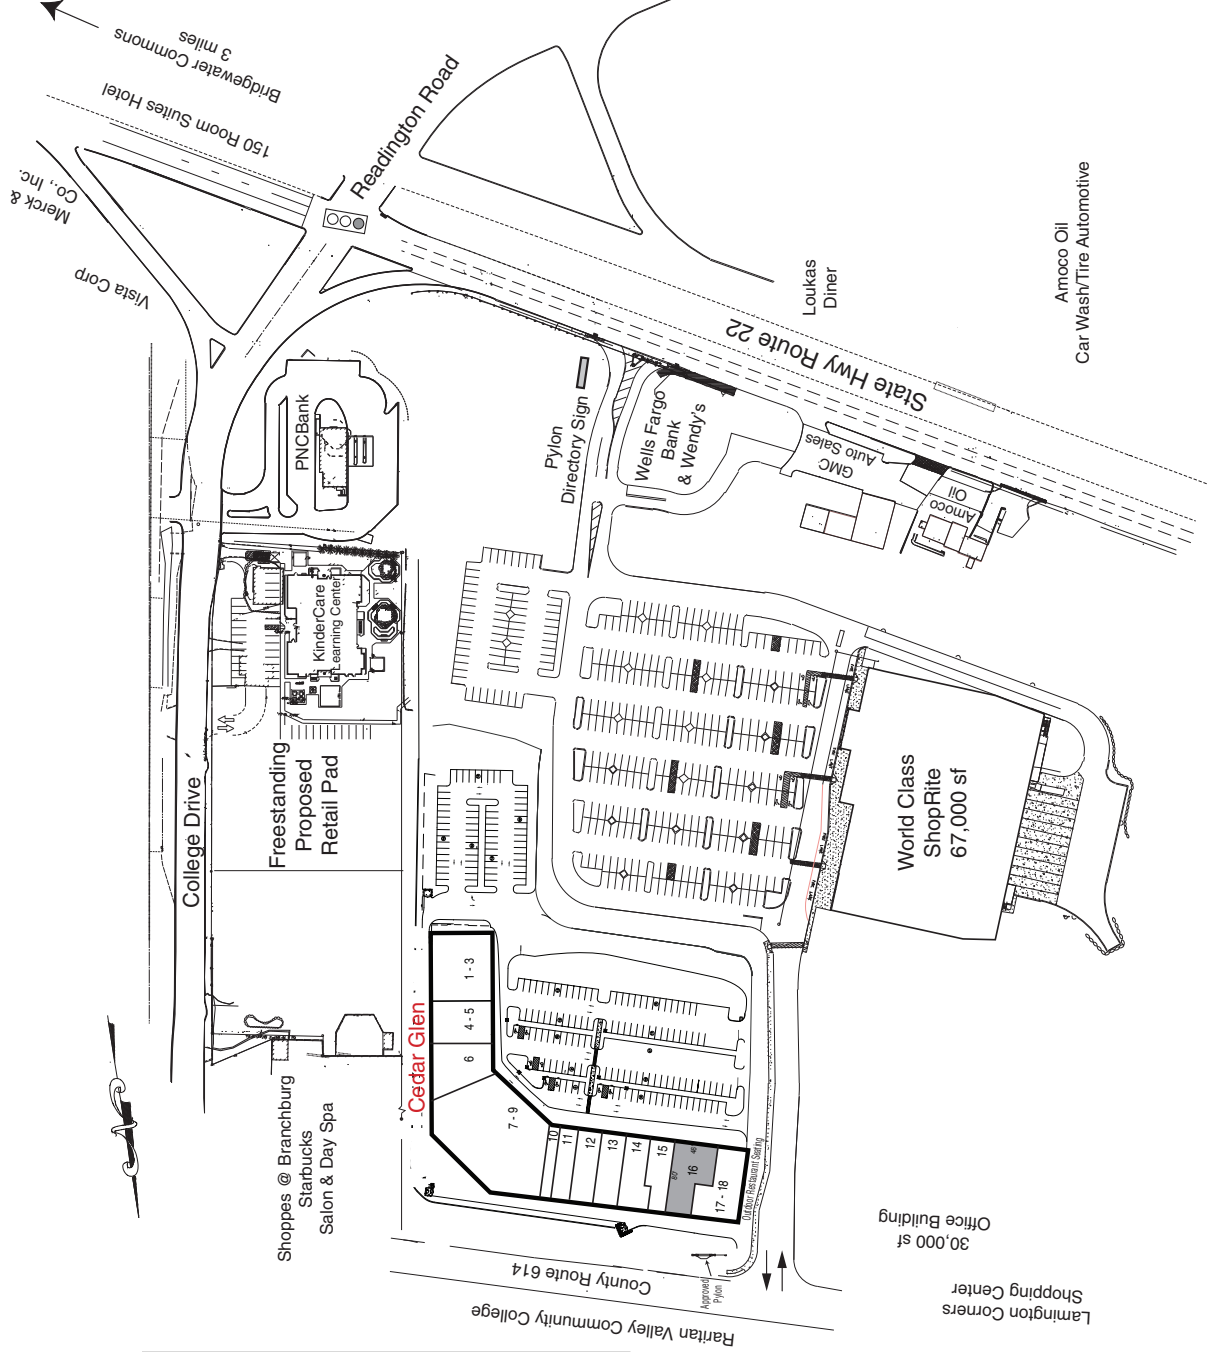 Bridgewater Commons
3 miles
150 Room Suites Hotel
Merck &
Co., Inc.
Vista Corp
Readington Road
State Hwy Route 22
Loukas
Diner
Amoco Oil
Car Wash/Tire Automotive
PNCBank
Pylon
Directory Sign
Wells Fargo
Bank
& Wendy's
GMC
Auto Sales
Amoco
Oil
KinderCare
Learning Center
College Drive
Freestanding
Proposed
Retail Pad
World Class
ShopRite
67,000 sf
Cedar Glen
1 - 3
4 - 5
6
7 - 9
10
11
12
13
14
15
16
80'
17 - 18
Outdoor Restaurant Seating
Shoppes @ Branchburg
Starbucks
Salon & Day Spa
County Route 614
Approved
Pylon
Raritan Valley Community College
30,000 sf
Office Building
Lamington Corners
Shopping Center